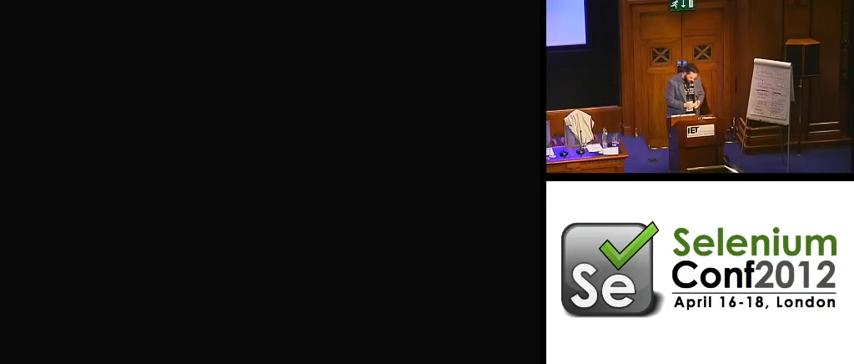 IET
Se
Selenium
Conf2012
April 16-18, London